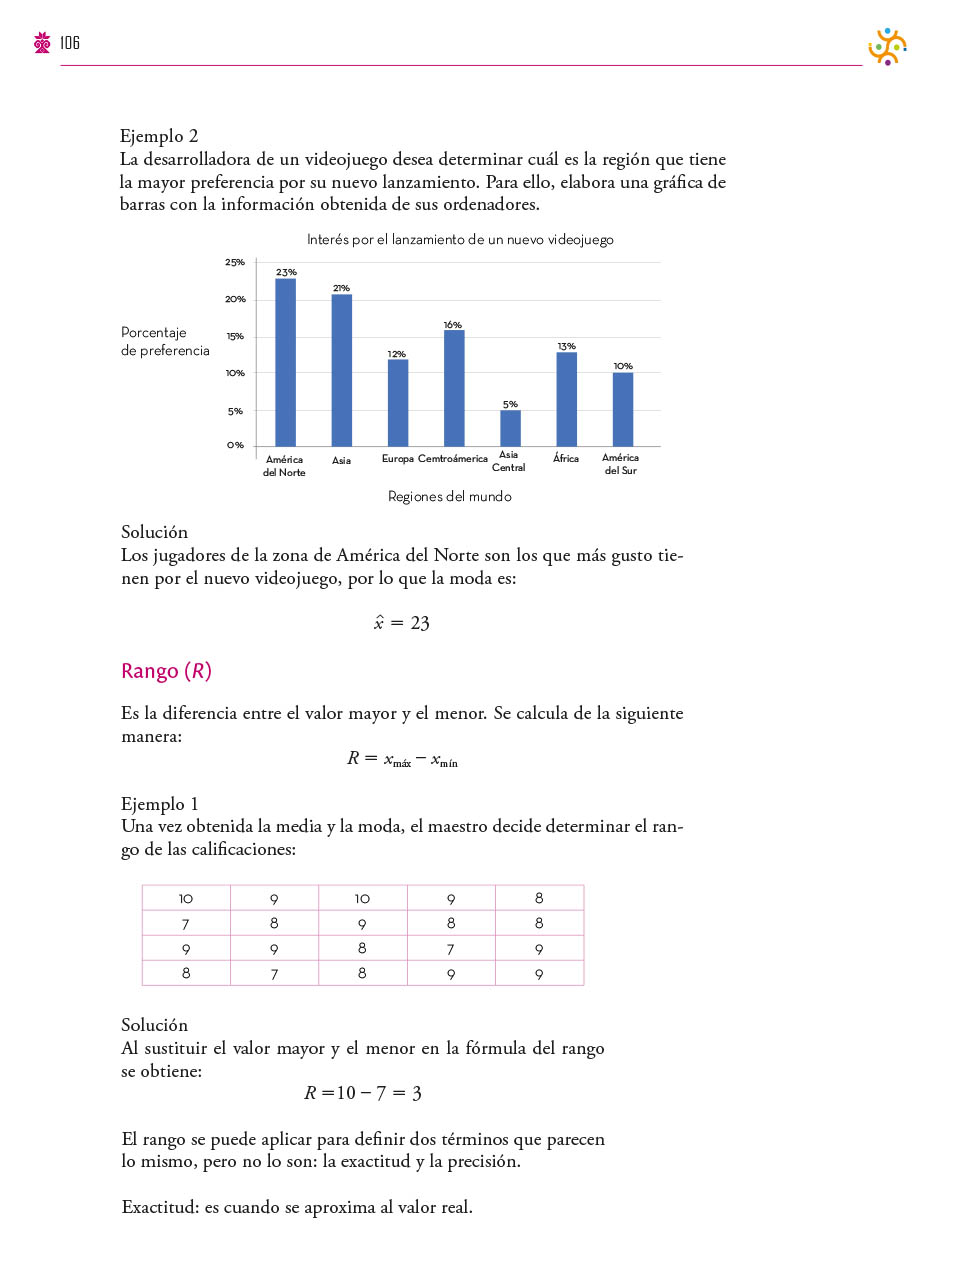 106
Ejemplo 2
La desarrolladora de un videojuego desea determinar cuál es la región que tiene
la mayor preferencia por su nuevo lanzamiento. Para ello, elabora una gráfica de
barras con la información obtenida de sus ordenadores.
Interés por el lanzamiento de un nuevo videojuego
Porcentaje
de preferencia
25%
20%
15%
10%
5%
0%
23%
21%
12%
16%
5%
13%
10%
América
del Norte
Asia
Europa
Cemtroámerica
Asia
Central
África
América
del Sur
Regiones del mundo
Solución
Los jugadores de la zona de América del Norte son los que más gusto tie-
nen por el nuevo videojuego, por lo que la moda es:
x̂ = 23
Rango (R)
Es la diferencia entre el valor mayor y el menor. Se calcula de la siguiente
manera:
R = xmáx − xmín
Ejemplo 1
Una vez obtenida la media y la moda, el maestro decide determinar el ran-
go de las calificaciones:
10 9 10 9 8
7 8 9 8 8
9 9 8 7 9
8 7 8 9 9
Solución
Al sustituir el valor mayor y el menor en la fórmula del rango
se obtiene:
R =10 − 7 = 3
El rango se puede aplicar para definir dos términos que parecen
lo mismo, pero no lo son: la exactitud y la precisión.
Exactitud: es cuando se aproxima al valor real.